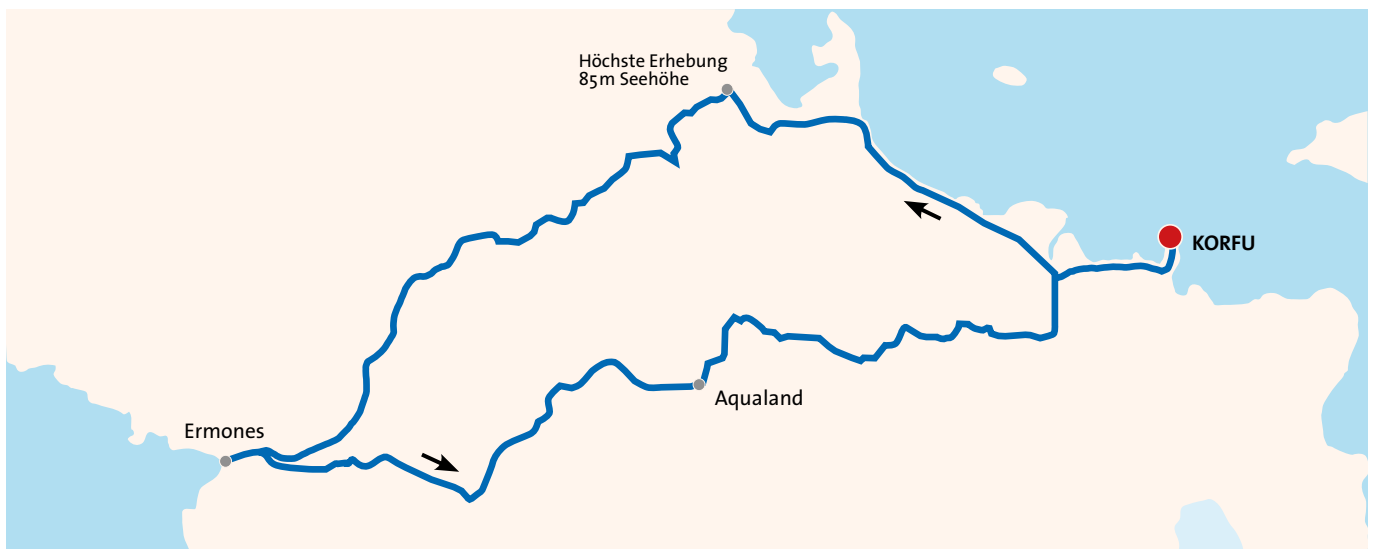 Höchste Erhebung
85m Seehöhe
KORFU
Aqualand
Ermones